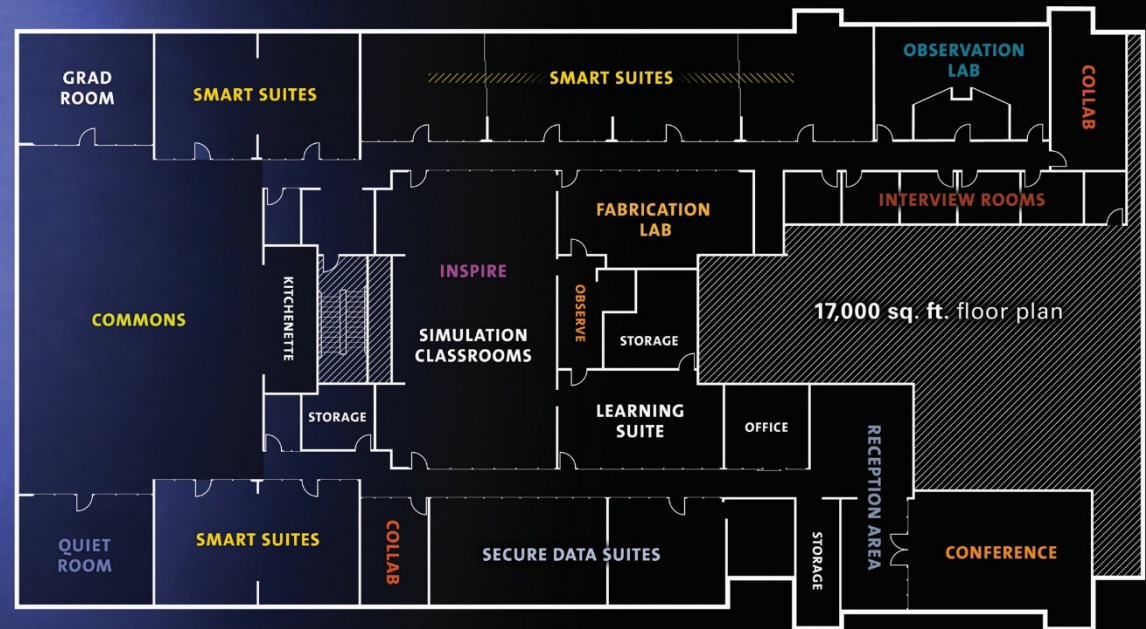 GRAD
ROOM
SMART SUITES
SMART SUITES
OBSERVATION
LAB
COLLAB
INTERVIEW ROOMS
FABRICATION
LAB
INSPIRE
COMMONS
KITCHENETTE
SIMULATION
CLASSROOMS
OBSERVE
STORAGE
17,000 sq. ft. floor plan
STORAGE
LEARNING
SUITE
OFFICE
RECEPTION AREA
QUIET
ROOM
SMART SUITES
COLLAB
SECURE DATA SUITES
STORAGE
CONFERENCE